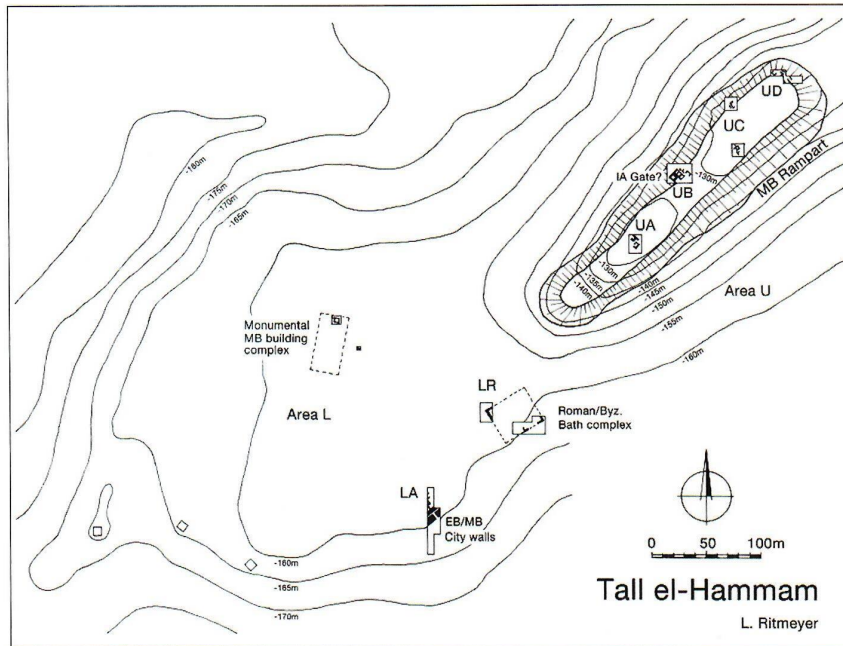 UD
UC
IA Gate?
-130m
UB
MB Rampart
UA
-130m
-135m
-140m
-140m
-145m
-150m
-155m
-160m
Area U
-160m
-175m
-170m
-165m
Monumental
MB building
complex
Area L
LR
Roman/Byz.
Bath complex
LA
EB/MB
City walls
-160m
-165m
-170m
0 50 100m
Tall el-Hammam
L. Ritmeyer